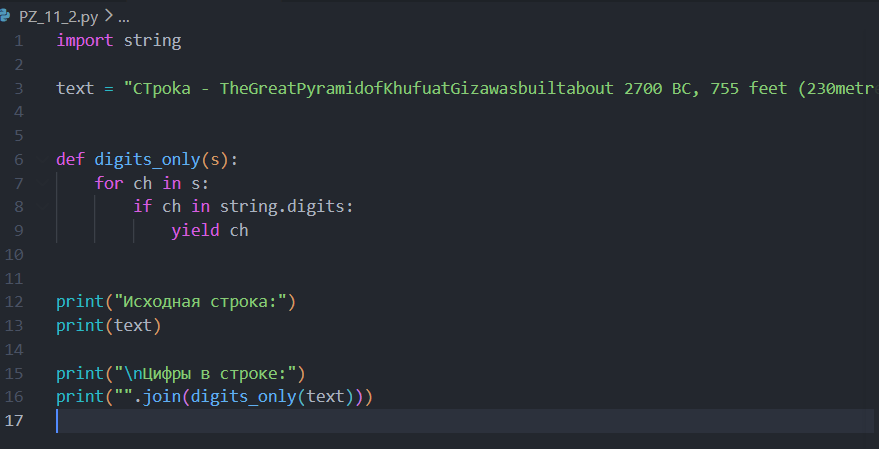 PZ_11_2.py > ...
1 import string
2
3 text = "СТрока - TheGreatPyramidofKhufuatGizawasbuiltabout 2700 BC, 755 feet (230metr
4
5
6 def digits_only(s):
7     for ch in s:
8         if ch in string.digits:
9             yield ch
10
11
12 print("Исходная строка:")
13 print(text)
14
15 print("\nЦифры в строке:")
16 print("".join(digits_only(text)))
17